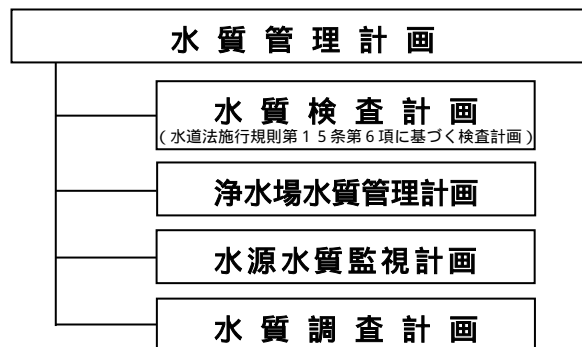 水質管理計画
水質検査計画
(水道法施行規則第15条第6項に基づく検査計画)
浄水場水質管理計画
水源水質監視計画
水質調査計画